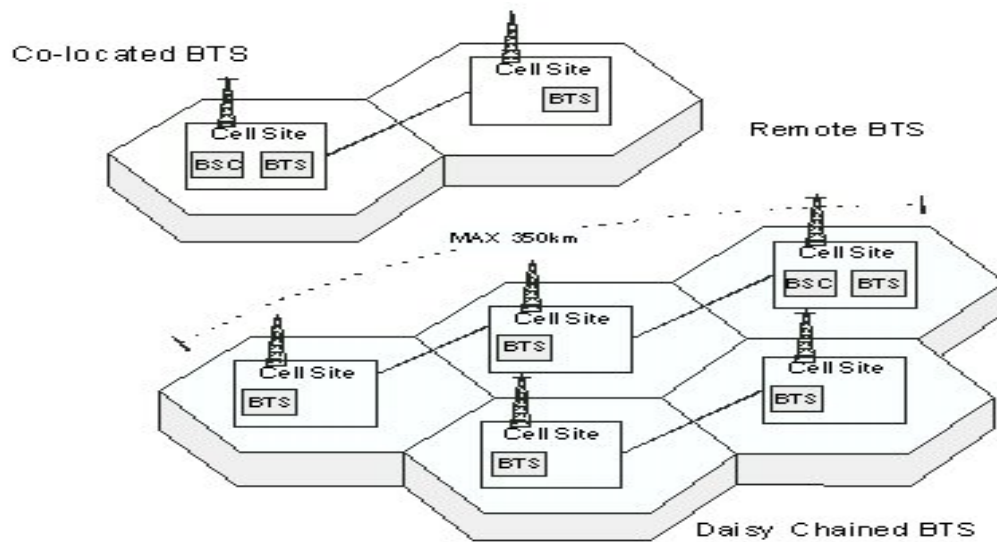 Co-located BTS
Cell Site
BTS
Cell Site
BSC BTS
Remote BTS
MAX 350km
Cell Site
BSC BTS
Cell Site
BTS
Cell Site
BTS
Cell Site
BTS
Cell Site
BTS
Daisy Chained BTS